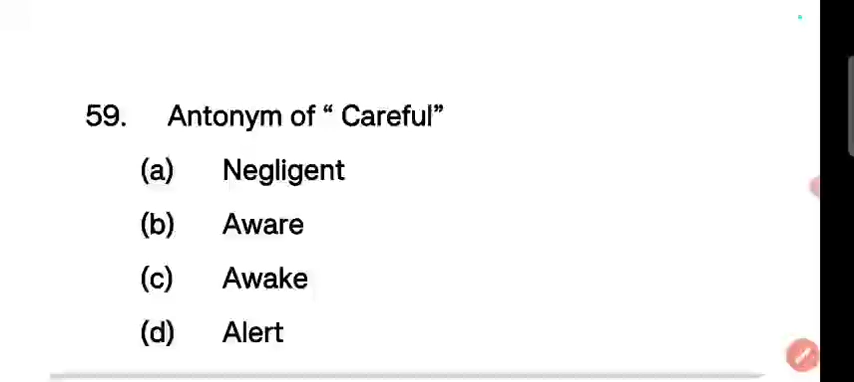 59. Antonym of “ Careful”
(a) Negligent
(b) Aware
(c) Awake
(d) Alert